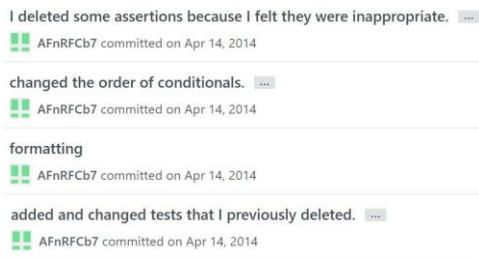 I deleted some assertions because I felt they were inappropriate. ...
AFnRFCb7 committed on Apr 14, 2014
changed the order of conditionals. ...
AFnRFCb7 committed on Apr 14, 2014
formatting
AFnRFCb7 committed on Apr 14, 2014
added and changed tests that I previously deleted. ...
AFnRFCb7 committed on Apr 14, 2014